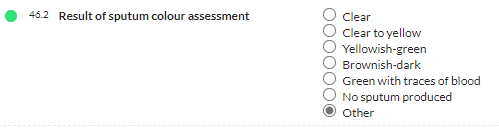 46.2 Result of sputum colour assessment
Clear
Clear to yellow
Yellowish-green
Brownish-dark
Green with traces of blood
No sputum produced
Other